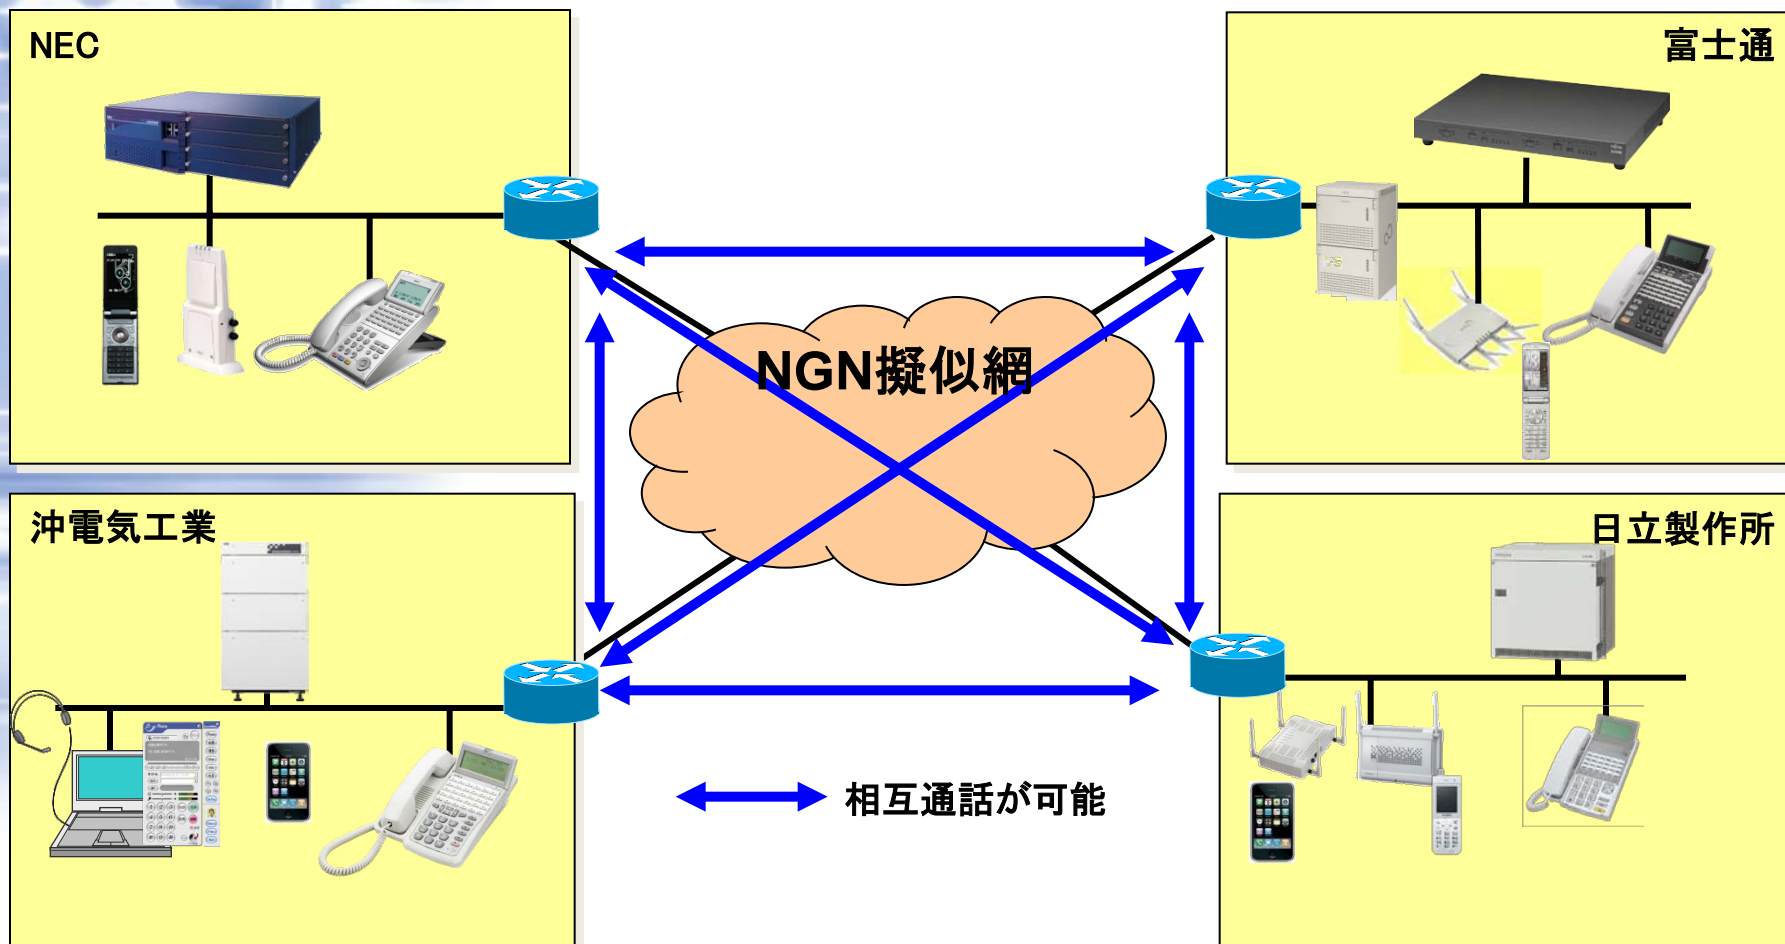 NEC
富士通
NGN擬似網
沖電気工業
日立製作所
相互通話が可能